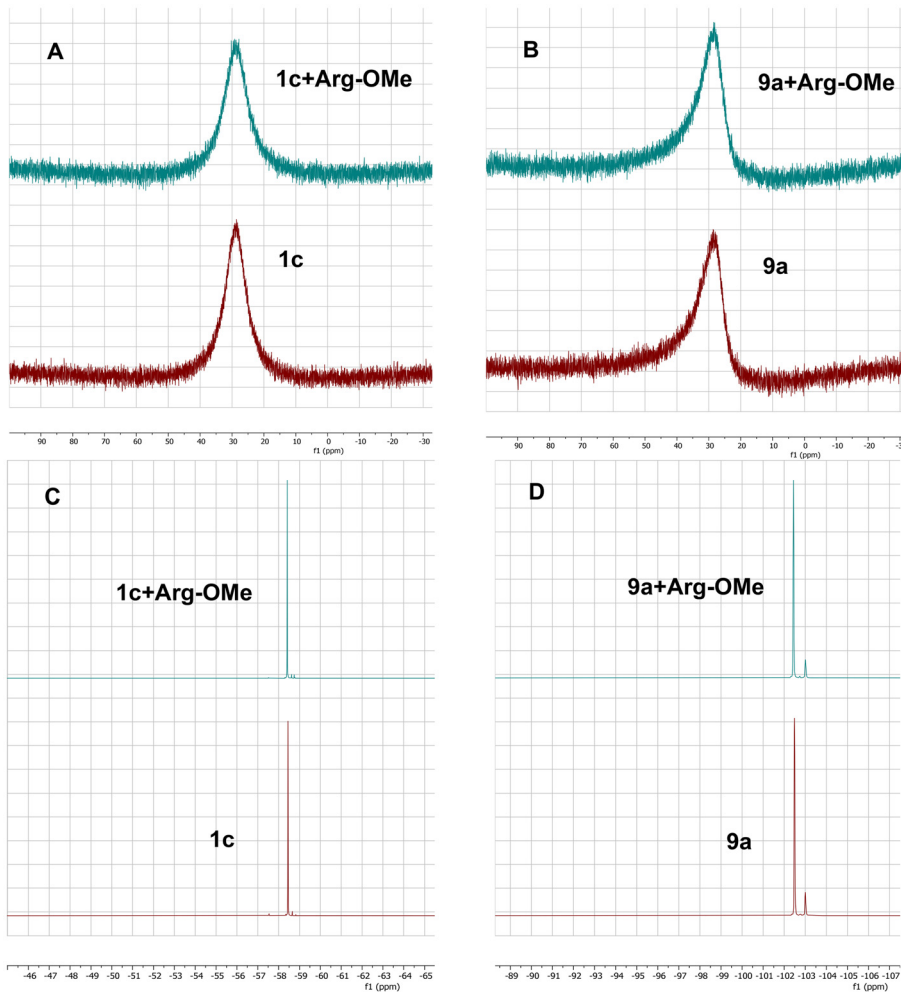 A
1c+Arg-OMe
1c
90 80 70 60 50 40 30 20 10 0 -10 -20 -30
f1 (ppm)
B
9a+Arg-OMe
9a
90 80 70 60 50 40 30 20 10 0 -10 -20 -30
f1 (ppm)
C
1c+Arg-OMe
1c
-46 -47 -48 -49 -50 -51 -52 -53 -54 -55 -56 -57 -58 -59 -60 -61 -62 -63 -64 -65
f1 (ppm)
D
9a+Arg-OMe
9a
-89 -90 -91 -92 -93 -94 -95 -96 -97 -98 -99 -100 -101 -102 -103 -104 -105 -106 -107
f1 (ppm)